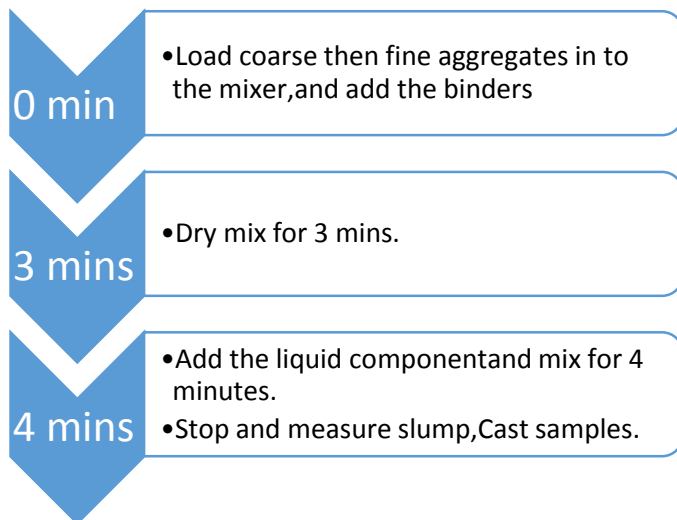 0 min
•Load coarse then fine aggregates in to
the mixer,and add the binders
3 mins
•Dry mix for 3 mins.
4 mins
•Add the liquid componentand mix for 4
minutes.
•Stop and measure slump,Cast samples.